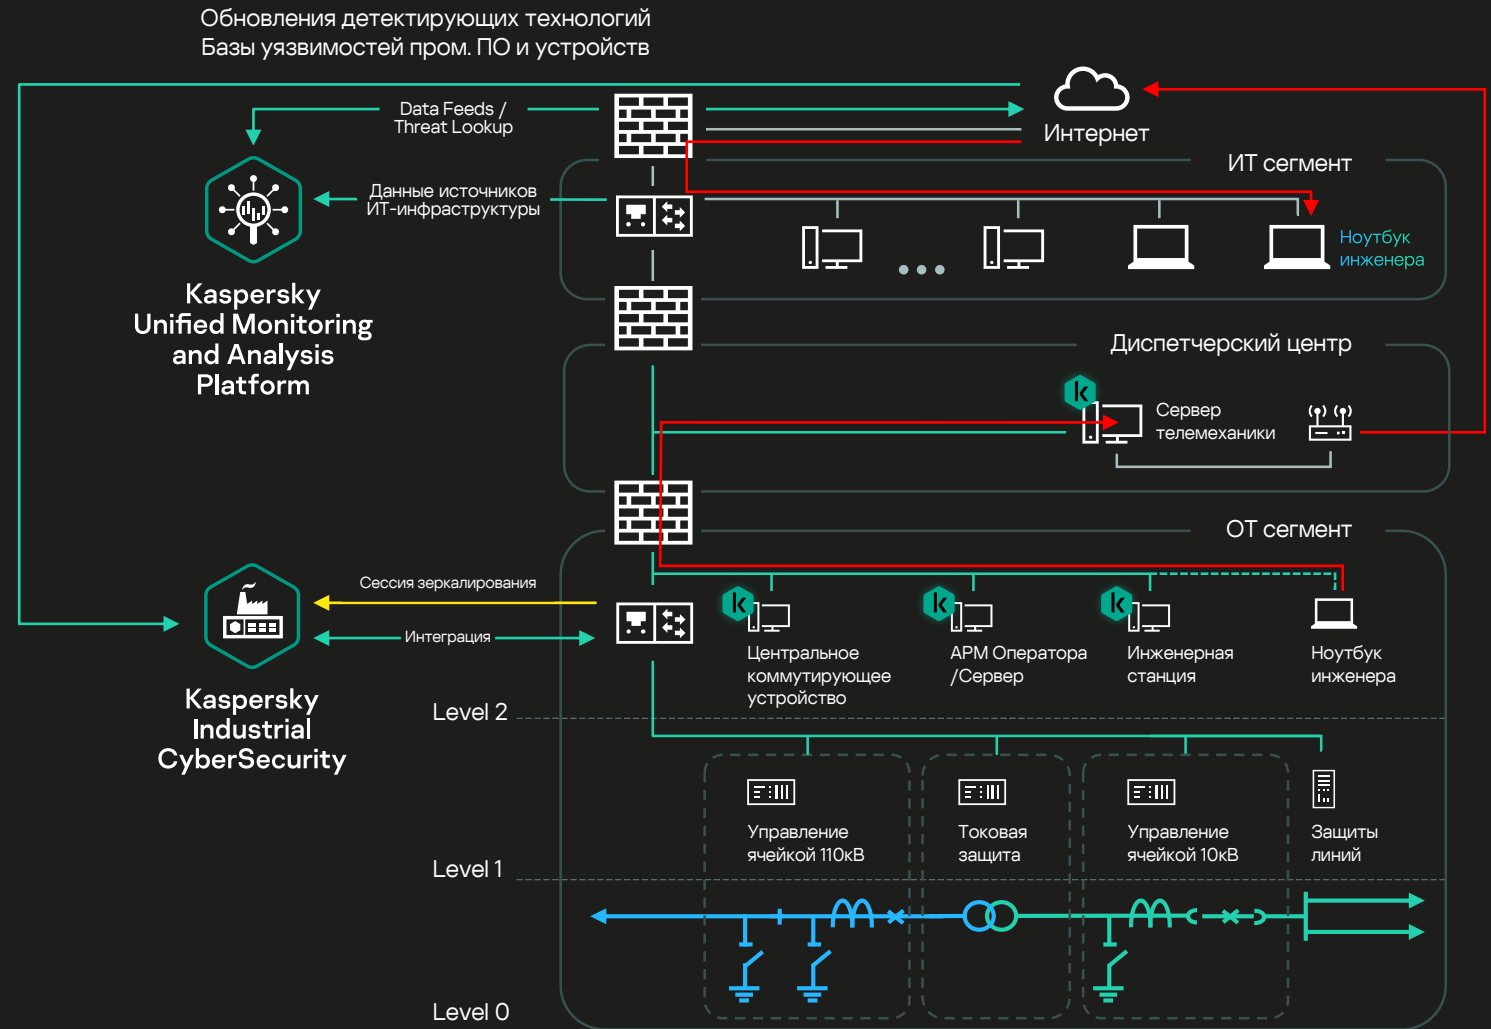 Обновления детектирующих технологий
Базы уязвимостей пром. ПО и устройств
Data Feeds /
Threat Lookup
Интернет
ИТ сегмент
Данные источников
ИТ-инфраструктуры
Ноутбук
инженера
Kaspersky
Unified Monitoring
and Analysis
Platform
Диспетчерский центр
Сервер
телемеханики
ОТ сегмент
Сессия зеркалирования
Интеграция
Kaspersky
Industrial
CyberSecurity
Центральное
коммутирующее
устройство
АРМ Оператора
/Сервер
Инженерная
станция
Ноутбук
инженера
Level 2
Управление
ячейкой 110кВ
Токовая
защита
Управление
ячейкой 10кВ
Защиты
линий
Level 1
Level 0